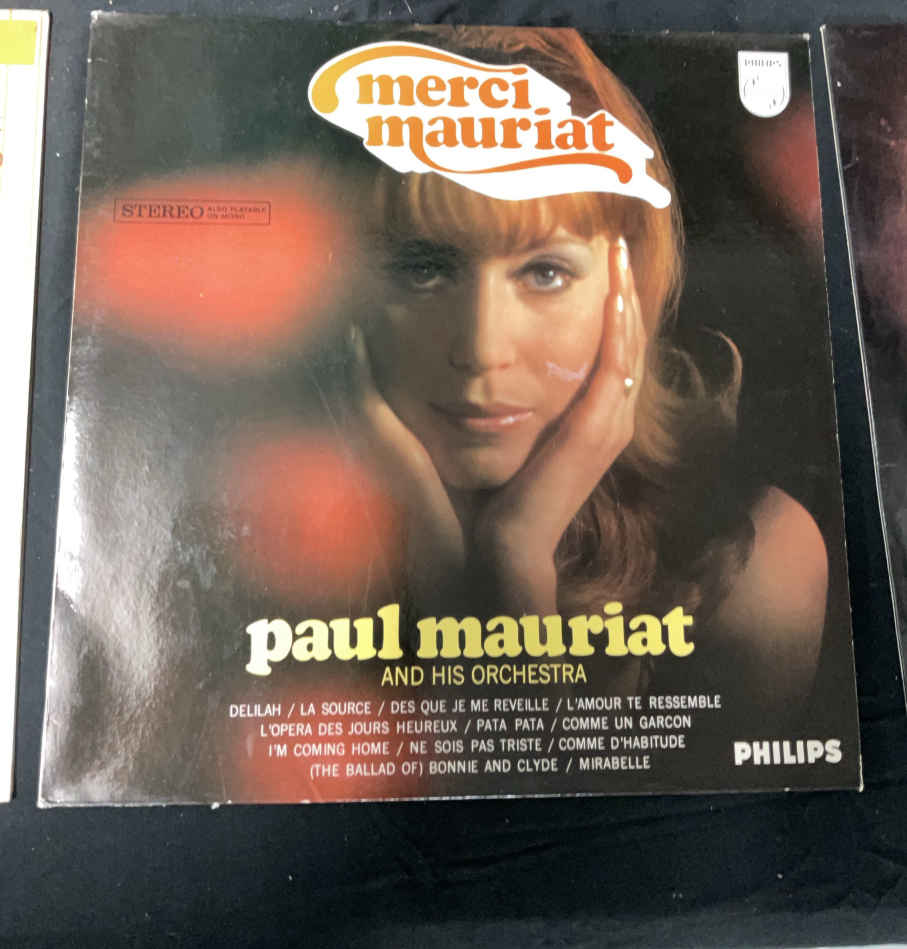 merci
mauriat
PHILIPS
STEREO ALSO PLAYABLE
ON MONO
paul mauriat
AND HIS ORCHESTRA
DELILAH / LA SOURCE / DES QUE JE ME REVEILLE / L'AMOUR TE RESSEMBLE
L'OPERA DES JOURS HEUREUX / PATA PATA / COMME UN GARCON
I'M COMING HOME / NE SOIS PAS TRISTE / COMME D'HABITUDE
(THE BALLAD OF) BONNIE AND CLYDE / MIRABELLE
PHILIPS